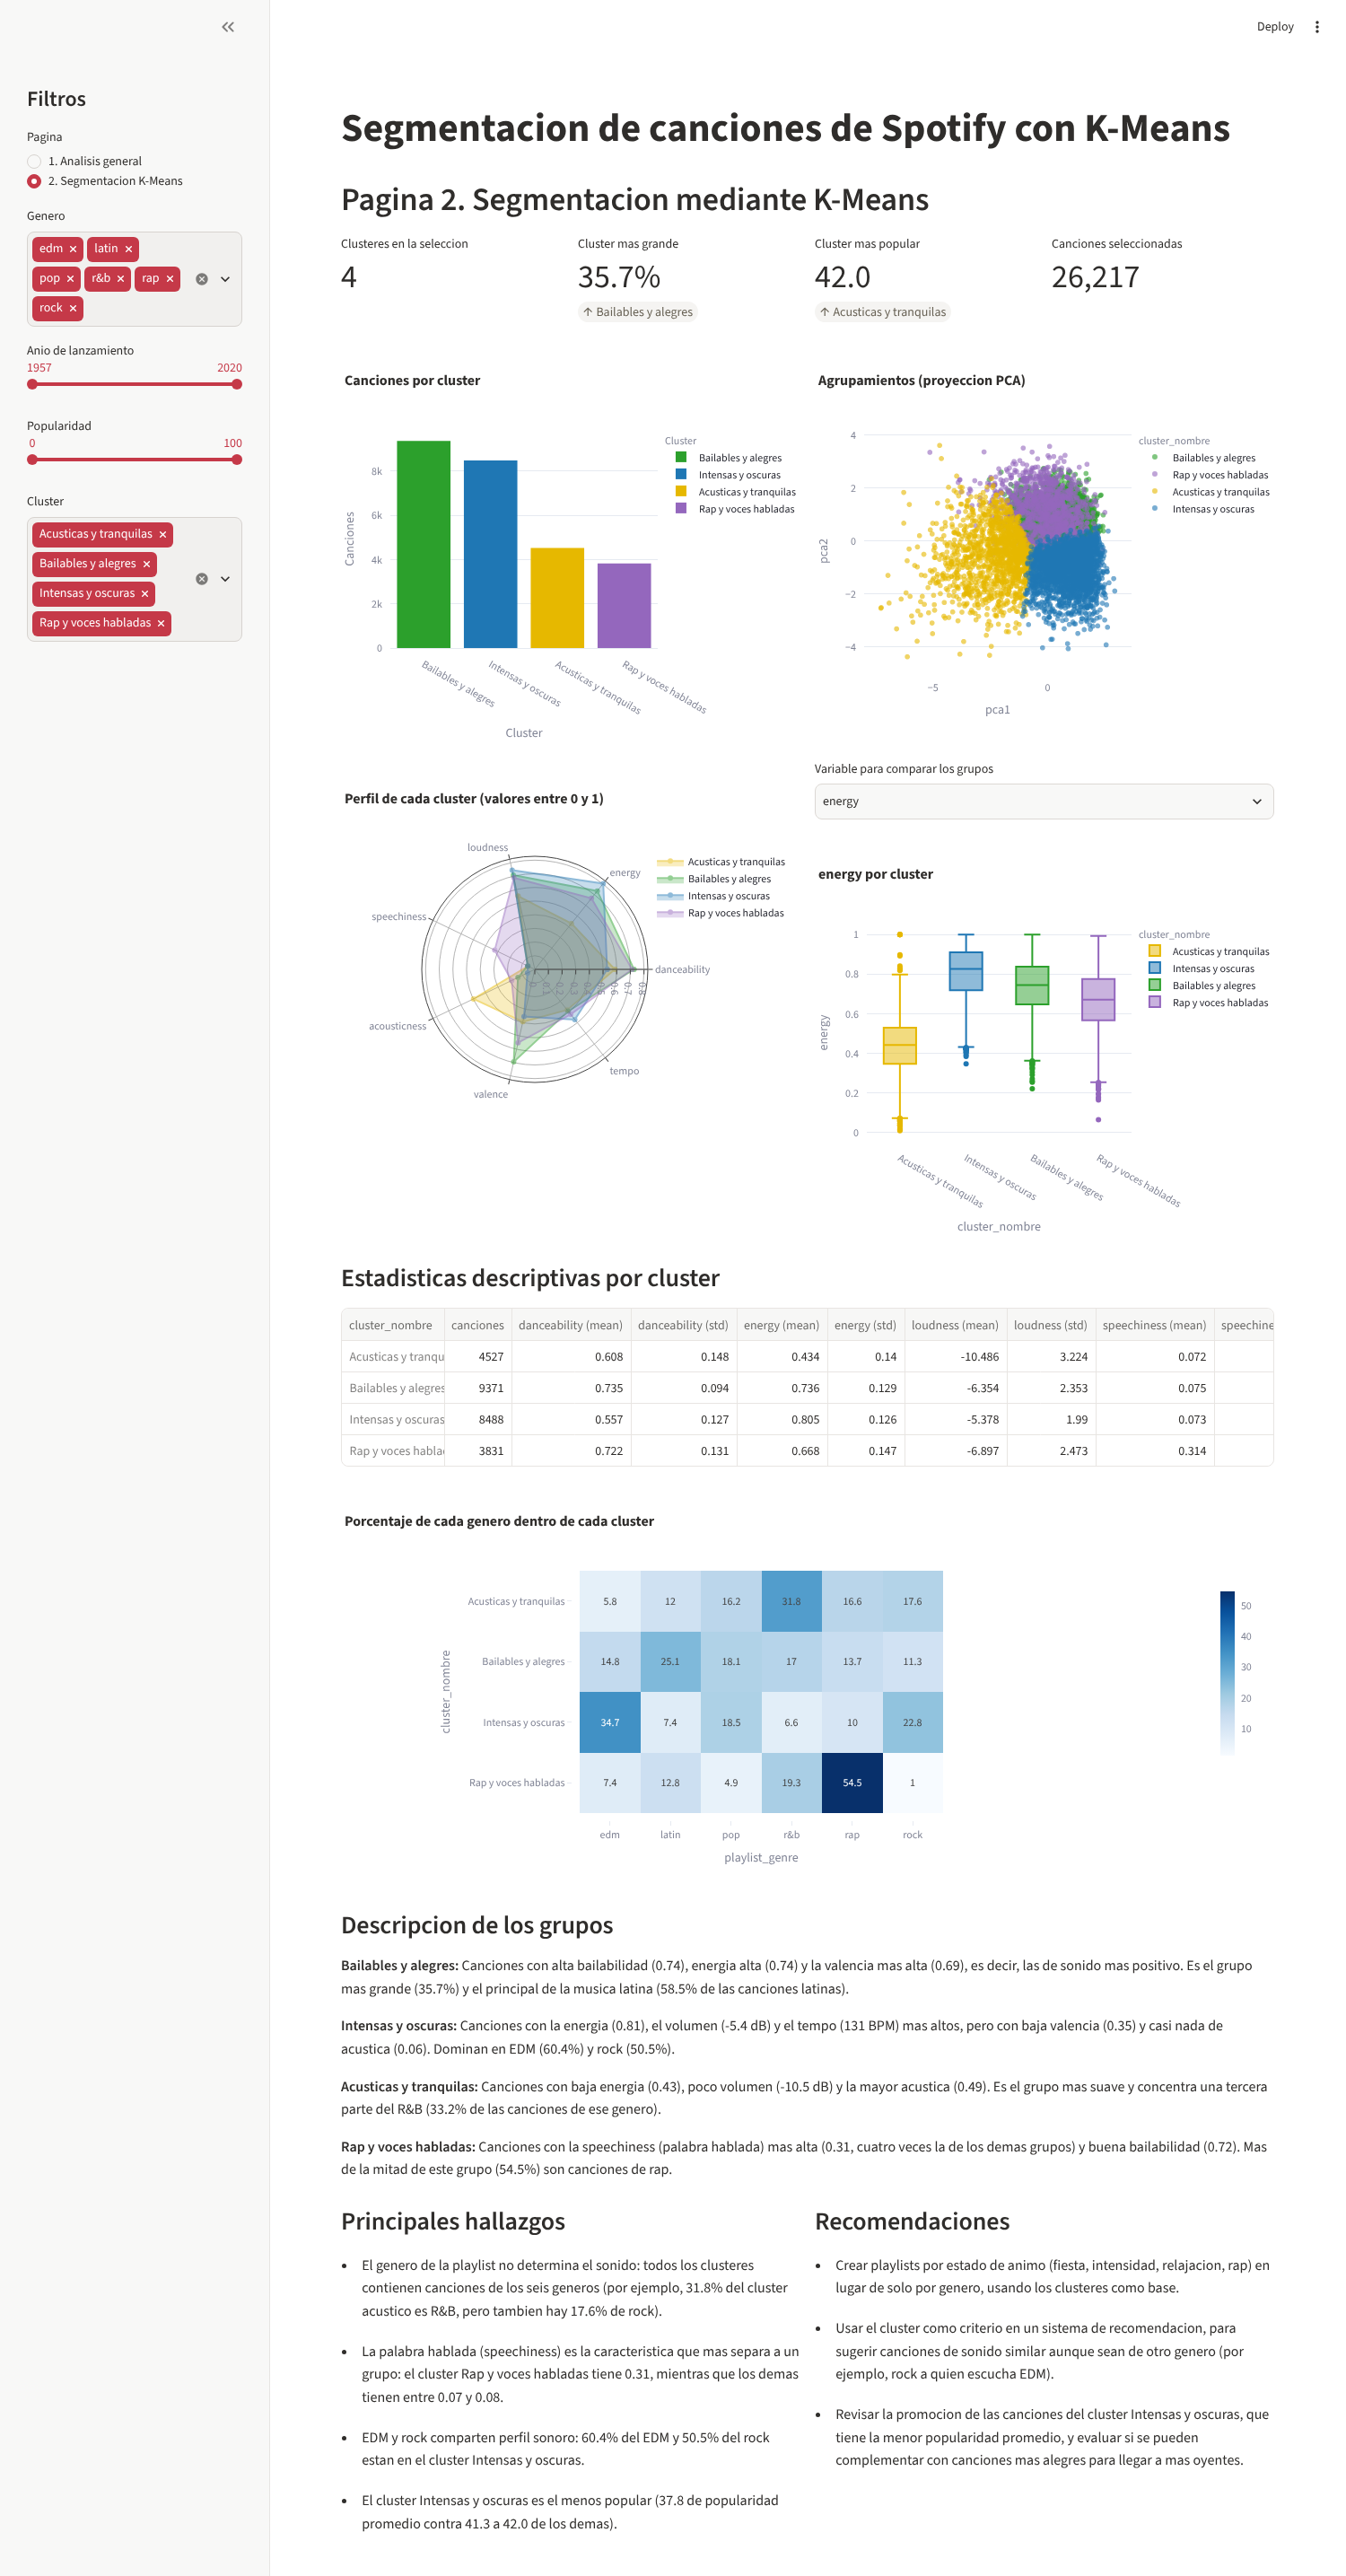 Deploy
Filtros
Pagina
1. Analisis general
2. Segmentacion K-Means
Genero
edm
latin
pop
r&b
rap
rock
Anio de lanzamiento
1957
2020
Popularidad
0
100
Cluster
Acusticas y tranquilas
Bailables y alegres
Intensas y oscuras
Rap y voces habladas
Segmentacion de canciones de Spotify con K-Means
Pagina 2. Segmentacion mediante K-Means
Clusteres en la seleccion
4
Cluster mas grande
35.7%
↑ Bailables y alegres
Cluster mas popular
42.0
↑ Acusticas y tranquilas
Canciones seleccionadas
26,217
Canciones por cluster
Canciones
8k
6k
4k
2k
0
Bailables y alegres
Intensas y oscuras
Acusticas y tranquilas
Rap y voces habladas
Cluster
Cluster
Bailables y alegres
Intensas y oscuras
Acusticas y tranquilas
Rap y voces habladas
Agrupamientos (proyeccion PCA)
pca2
4
2
0
−2
−4
−5
0
pca1
cluster_nombre
Bailables y alegres
Rap y voces habladas
Acusticas y tranquilas
Intensas y oscuras
Perfil de cada cluster (valores entre 0 y 1)
loudness
energy
speechiness
danceability
acousticness
tempo
valence
0.6
0.7
0.8
Acusticas y tranquilas
Bailables y alegres
Intensas y oscuras
Rap y voces habladas
Variable para comparar los grupos
energy
energy por cluster
energy
1
0.8
0.6
0.4
0.2
0
Acusticas y tranquilas
Intensas y oscuras
Bailables y alegres
Rap y voces habladas
cluster_nombre
cluster_nombre
Acusticas y tranquilas
Intensas y oscuras
Bailables y alegres
Rap y voces habladas
Estadisticas descriptivas por cluster
cluster_nombre canciones danceability (mean) danceability (std) energy (mean) energy (std) loudness (mean) loudness (std) speechiness (mean) speechine
Acusticas y tranqu 4527 0.608 0.148 0.434 0.14 -10.486 3.224 0.072
Bailables y alegres 9371 0.735 0.094 0.736 0.129 -6.354 2.353 0.075
Intensas y oscuras 8488 0.557 0.127 0.805 0.126 -5.378 1.99 0.073
Rap y voces hablac 3831 0.722 0.131 0.668 0.147 -6.897 2.473 0.314
Porcentaje de cada genero dentro de cada cluster
cluster_nombre
Acusticas y tranquilas 5.8 12 16.2 31.8 16.6 17.6
Bailables y alegres 14.8 25.1 18.1 17 13.7 11.3
Intensas y oscuras 34.7 7.4 18.5 6.6 10 22.8
Rap y voces habladas 7.4 12.8 4.9 19.3 54.5 1
edm latin pop r&b rap rock
playlist_genre
50
40
30
20
10
Descripcion de los grupos
Bailables y alegres: Canciones con alta bailabilidad (0.74), energia alta (0.74) y la valencia mas alta (0.69), es decir, las de sonido mas positivo. Es el grupo
mas grande (35.7%) y el principal de la musica latina (58.5% de las canciones latinas).
Intensas y oscuras: Canciones con la energia (0.81), el volumen (-5.4 dB) y el tempo (131 BPM) mas altos, pero con baja valencia (0.35) y casi nada de
acustica (0.06). Dominan en EDM (60.4%) y rock (50.5%).
Acusticas y tranquilas: Canciones con baja energia (0.43), poco volumen (-10.5 dB) y la mayor acustica (0.49). Es el grupo mas suave y concentra una tercera
parte del R&B (33.2% de las canciones de ese genero).
Rap y voces habladas: Canciones con la speechiness (palabra hablada) mas alta (0.31, cuatro veces la de los demas grupos) y buena bailabilidad (0.72). Mas
de la mitad de este grupo (54.5%) son canciones de rap.
Principales hallazgos
El genero de la playlist no determina el sonido: todos los clusteres
contienen canciones de los seis generos (por ejemplo, 31.8% del cluster
acustico es R&B, pero tambien hay 17.6% de rock).
La palabra hablada (speechiness) es la caracteristica que mas separa a un
grupo: el cluster Rap y voces habladas tiene 0.31, mientras que los demas
tienen entre 0.07 y 0.08.
EDM y rock comparten perfil sonoro: 60.4% del EDM y 50.5% del rock
estan en el cluster Intensas y oscuras.
El cluster Intensas y oscuras es el menos popular (37.8 de popularidad
promedio contra 41.3 a 42.0 de los demas).
Recomendaciones
Crear playlists por estado de animo (fiesta, intensidad, relajacion, rap) en
lugar de solo por genero, usando los clusteres como base.
Usar el cluster como criterio en un sistema de recomendacion, para
sugerir canciones de sonido similar aunque sean de otro genero (por
ejemplo, rock a quien escucha EDM).
Revisar la promocion de las canciones del cluster Intensas y oscuras, que
tiene la menor popularidad promedio, y evaluar si se pueden
complementar con canciones mas alegres para llegar a mas oyentes.